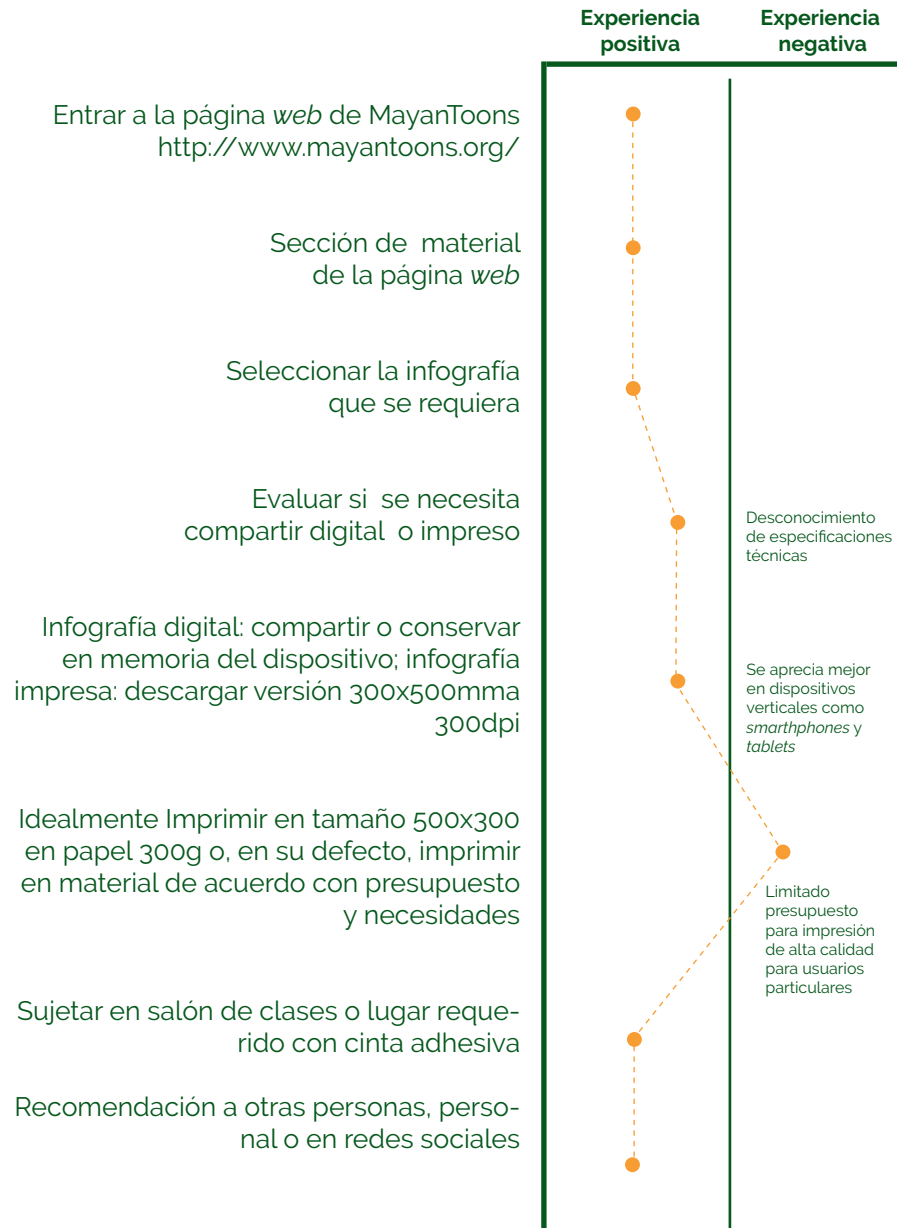 Experiencia
positiva
Experiencia
negativa
Entrar a la página web de MayanToons
http://www.mayantoons.org/
Sección de  material
de la página web
Seleccionar la infografía
que se requiera
Evaluar si  se necesita
compartir digital  o impreso
Desconocimiento
de especificaciones
técnicas
Infografía digital: compartir o conservar
en memoria del dispositivo; infografía
impresa: descargar versión 300x500mma
300dpi
Se aprecia mejor
en dispositivos
verticales como
smarthphones y
tablets
Idealmente Imprimir en tamaño 500x300
en papel 300g o, en su defecto, imprimir
en material de acuerdo con presupuesto
y necesidades
Limitado
presupuesto
para impresión
de alta calidad
para usuarios
particulares
Sujetar en salón de clases o lugar reque-
rido con cinta adhesiva
Recomendación a otras personas, perso-
nal o en redes sociales